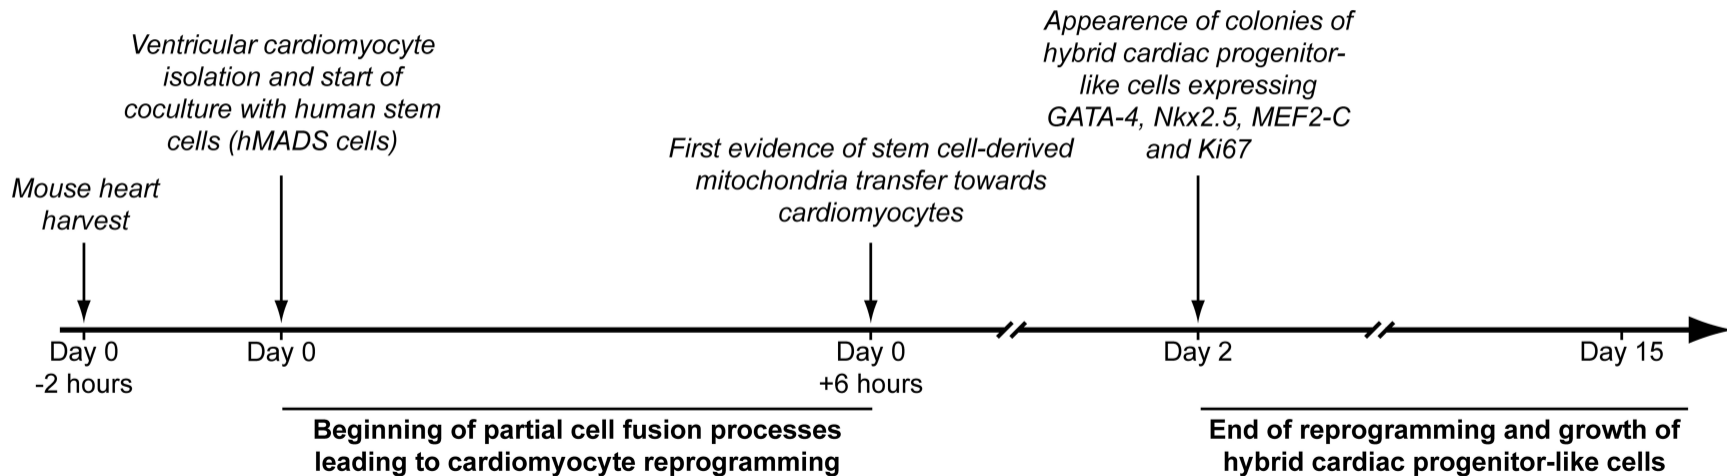 Mouse heart
harvest
Ventricular cardiomyocyte
isolation and start of
coculture with human stem
cells (hMADS cells)
First evidence of stem cell-derived
mitochondria transfer towards
cardiomyocytes
Appearence of colonies of
hybrid cardiac progenitor-
like cells expressing
GATA-4, Nkx2.5, MEF2-C
and Ki67
Day 0
-2 hours
Day 0
Day 0
+6 hours
Day 2
Day 15
Beginning of partial cell fusion processes
leading to cardiomyocyte reprogramming
End of reprogramming and growth of
hybrid cardiac progenitor-like cells